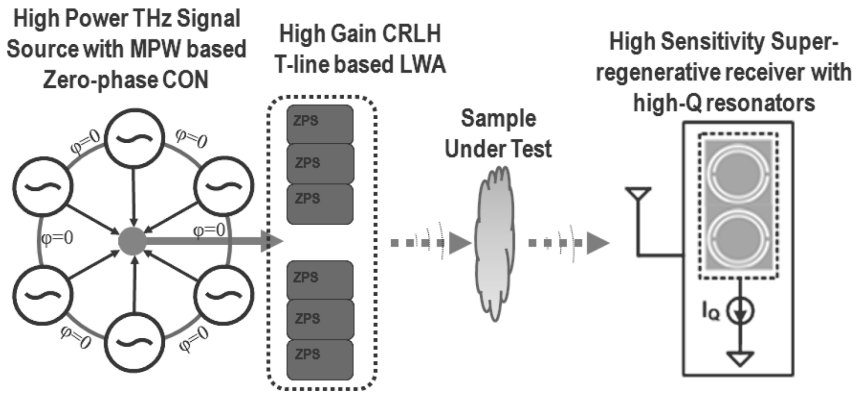 High Power THz Signal
Source with MPW based
Zero-phase CON
φ=0
φ=0
φ=0
φ=0
φ=0
φ=0
High Gain CRLH
T-line based LWA
ZPS
ZPS
ZPS
ZPS
ZPS
ZPS
Sample
Under Test
High Sensitivity Super-
regenerative receiver with
high-Q resonators
IQ